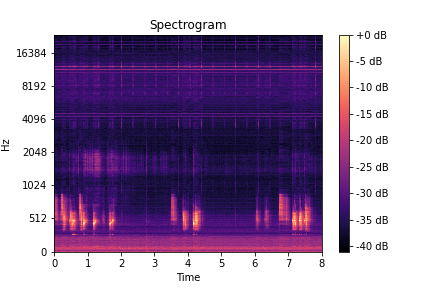 Spectrogram
+0 dB
16384
-5 dB
-10 dB
8192
-15 dB
4096
-20 dB
Hz
2048
-25 dB
1024
-30 dB
512
-35 dB
0
-40 dB
0 1 2 3 4 5 6 7 8
Time